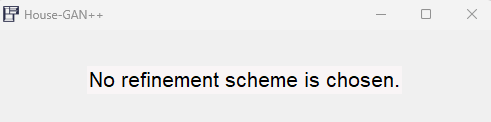 House-GAN++
No refinement scheme is chosen.